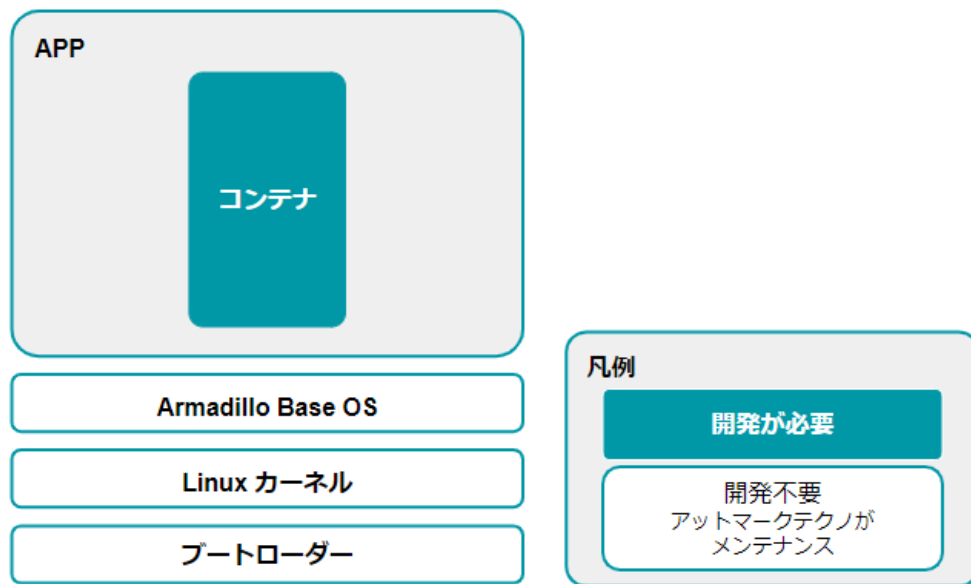 APP
コンテナ
Armadillo Base OS
Linux カーネル
ブートローダー
凡例
開発が必要
開発不要
アットマークテクノが
メンテナンス